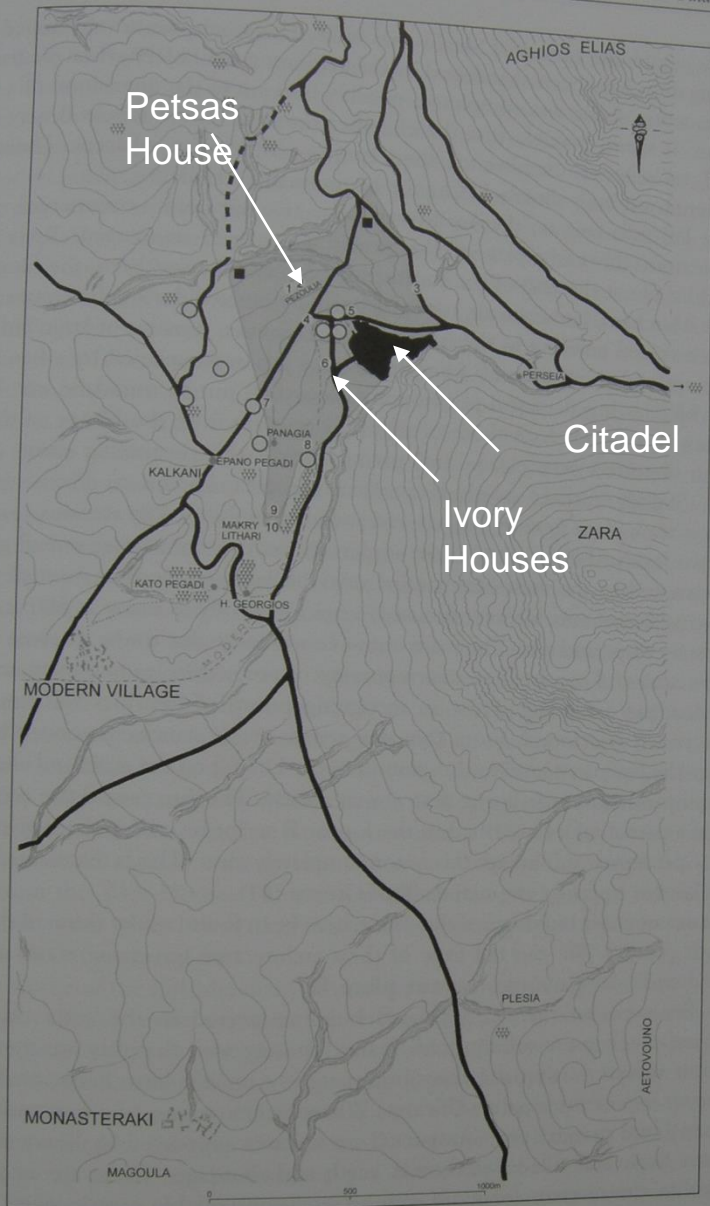 AGHIOS ELIAS
Petsas
House
1
PEZOULIA
3
4
5
6
PERSEIA
7
PANAGIA
8
Citadel
KALKANI
EPANO PEGADI
Ivory
Houses
9
MAKRY
LITHARI
10
ZARA
KATO PEGADI
H. GEORGIOS
MODERN VILLAGE
PLESIA
AETOVOUNO
MONASTERAKI
MAGOULA
0
500
1000m